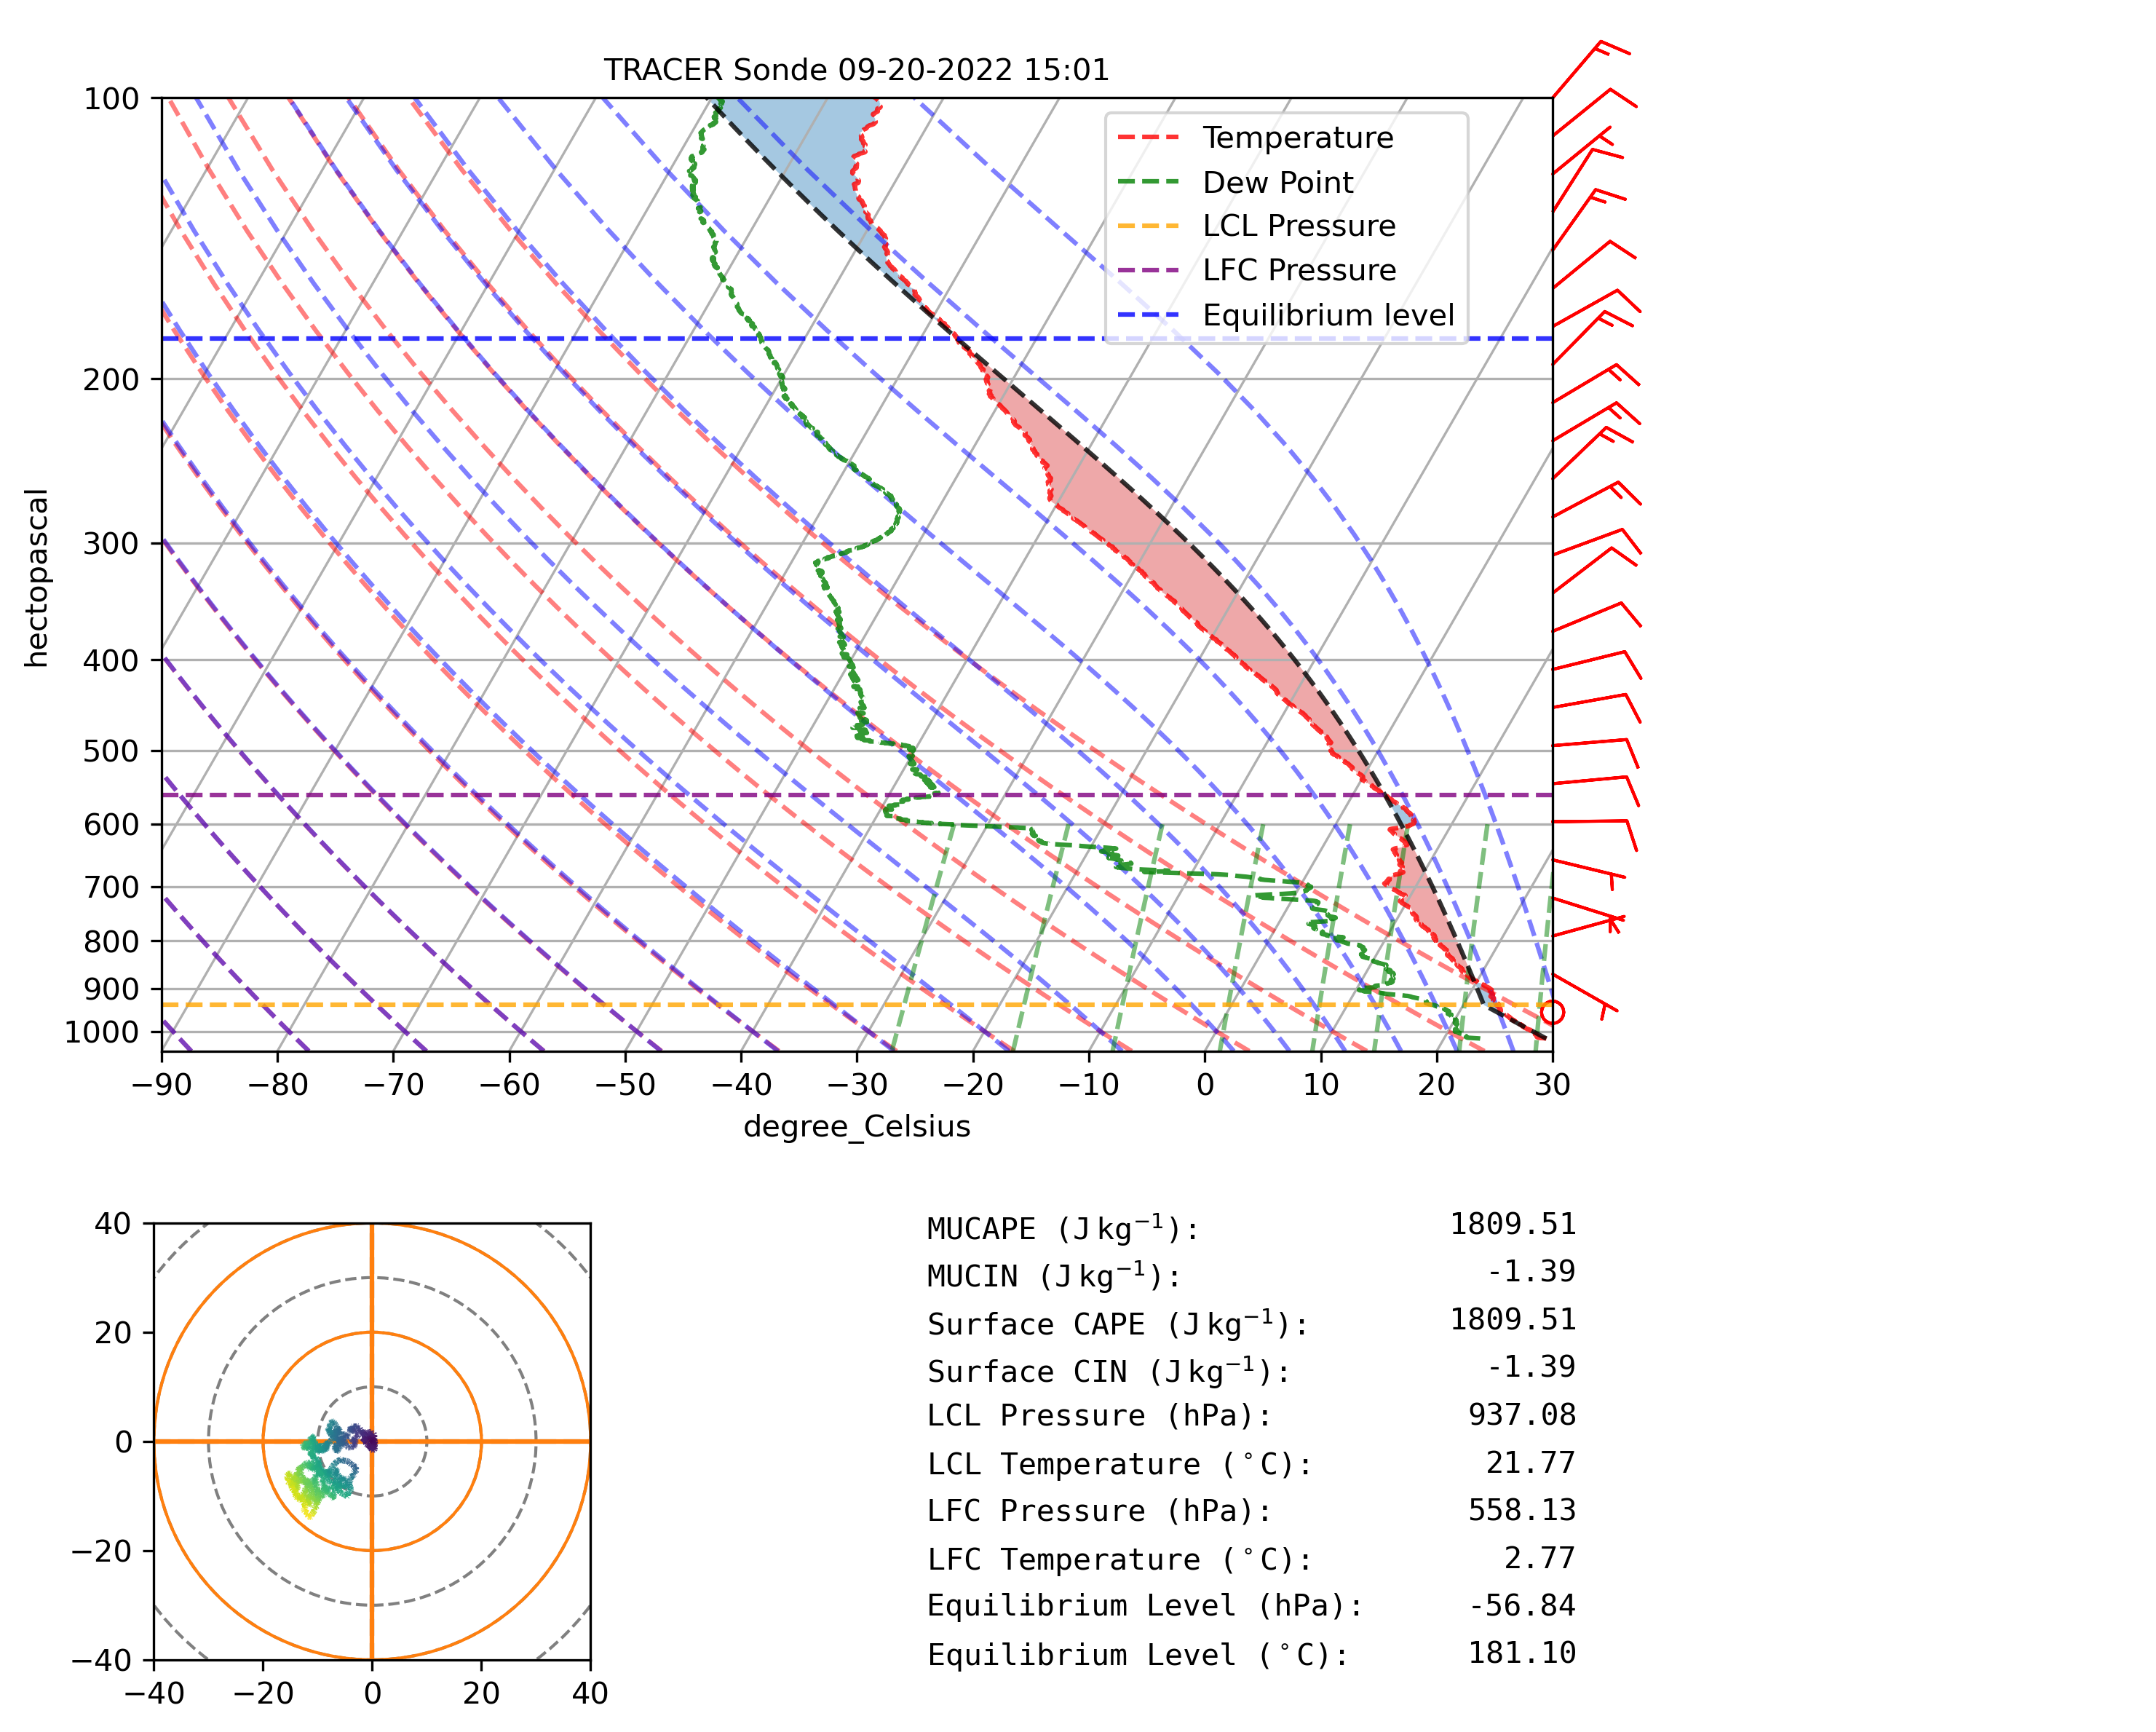 TRACER Sonde 09-20-2022 15:01
100
200
300
400
500
600
700
800
900
1000
hectopascal
Temperature
Dew Point
LCL Pressure
LFC Pressure
Equilibrium level
−90 −80 −70 −60 −50 −40 −30 −20 −10 0 10 20 30
degree_Celsius
40
20
0
−20
−40
−40 −20 0 20 40
MUCAPE (J kg⁻¹): 1809.51
MUCIN (J kg⁻¹): -1.39
Surface CAPE (J kg⁻¹): 1809.51
Surface CIN (J kg⁻¹): -1.39
LCL Pressure (hPa): 937.08
LCL Temperature (°C): 21.77
LFC Pressure (hPa): 558.13
LFC Temperature (°C): 2.77
Equilibrium Level (hPa): -56.84
Equilibrium Level (°C): 181.10